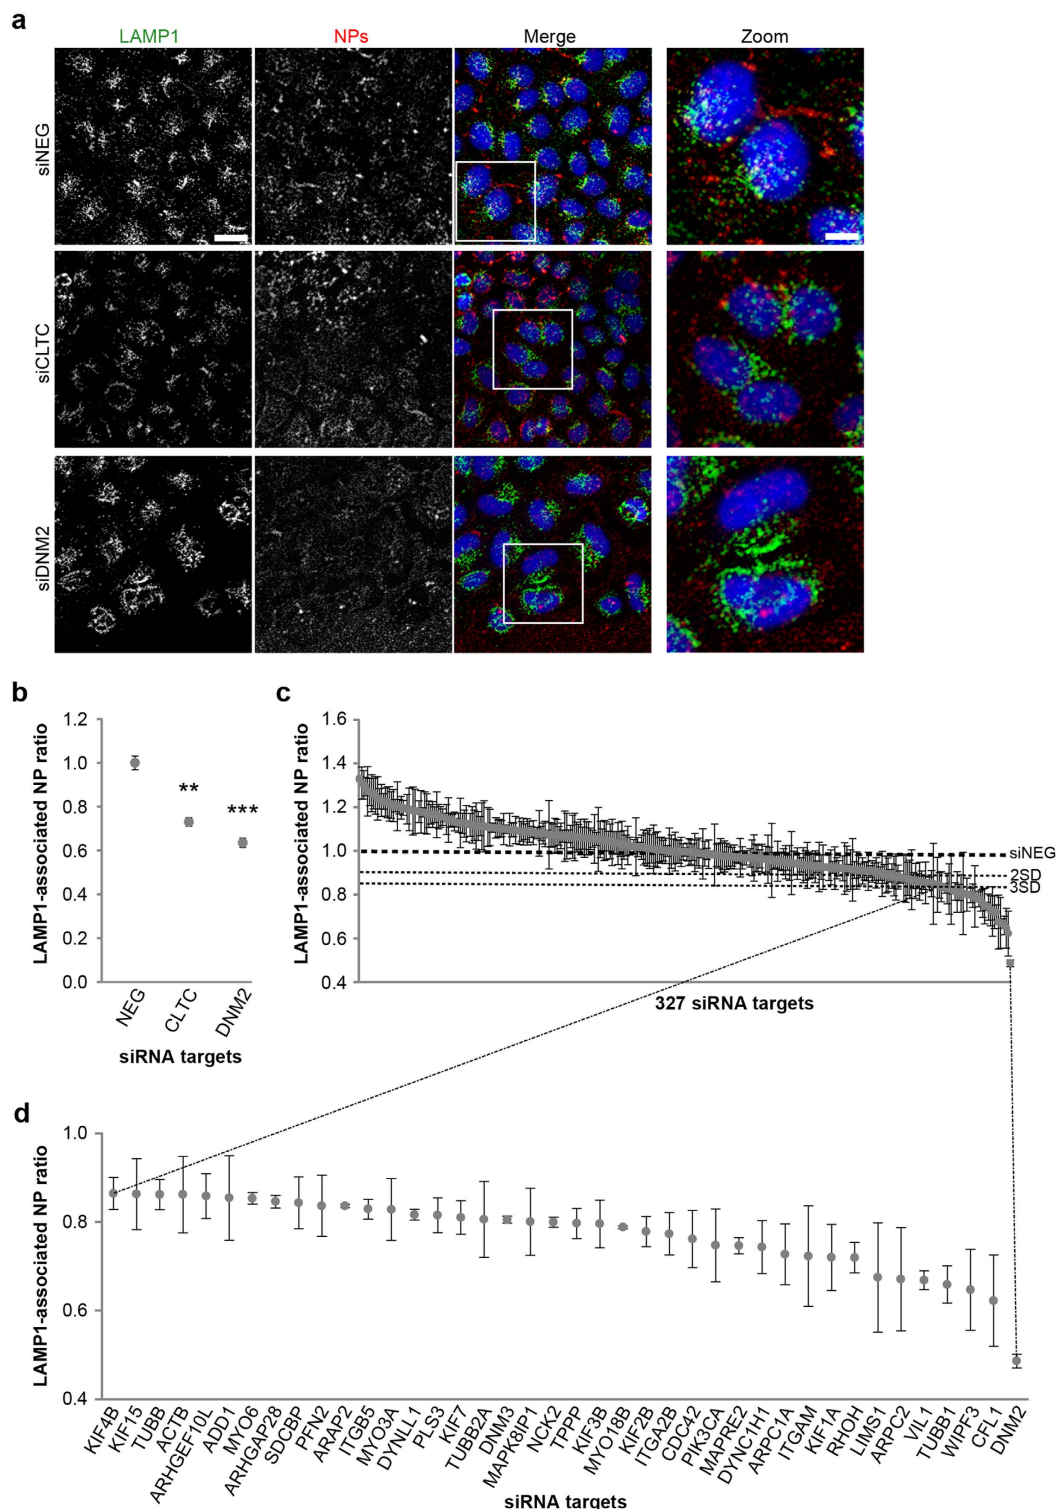 a
LAMP1 NPs Merge Zoom
siNEG
siCLTC
siDNM2
b
LAMP1-associated NP ratio
1.2
1.0
0.8
0.6
0.4
0.2
0.0
** ***
NEG CLTC DNM2
siRNA targets
c
LAMP1-associated NP ratio
1.6
1.4
1.2
1.0
0.8
0.6
0.4
siNEG
2SD
3SD
327 siRNA targets
d
LAMP1-associated NP ratio
1.0
0.8
0.6
0.4
KIF4B KIF15 TUBB ACTB ARHGEF10L ADD1 MYO6 ARHGAP28 SDCBP PFN2 ARAP2 ITGB5 MYO3A DYNLL1 PLS3 KIF7 TUBB2A DNM3 MAPK8IP1 NCK2 TPPP KIF3B MYO18B KIF2B ITGA2B CDC42 PIK3CA MAPRE2 DYNC1H1 ARPC1A ITGAM KIF1A RHOH LIMS1 ARPC2 VIL1 TUBB1 WIPF3 CFL1 DNM2
siRNA targets